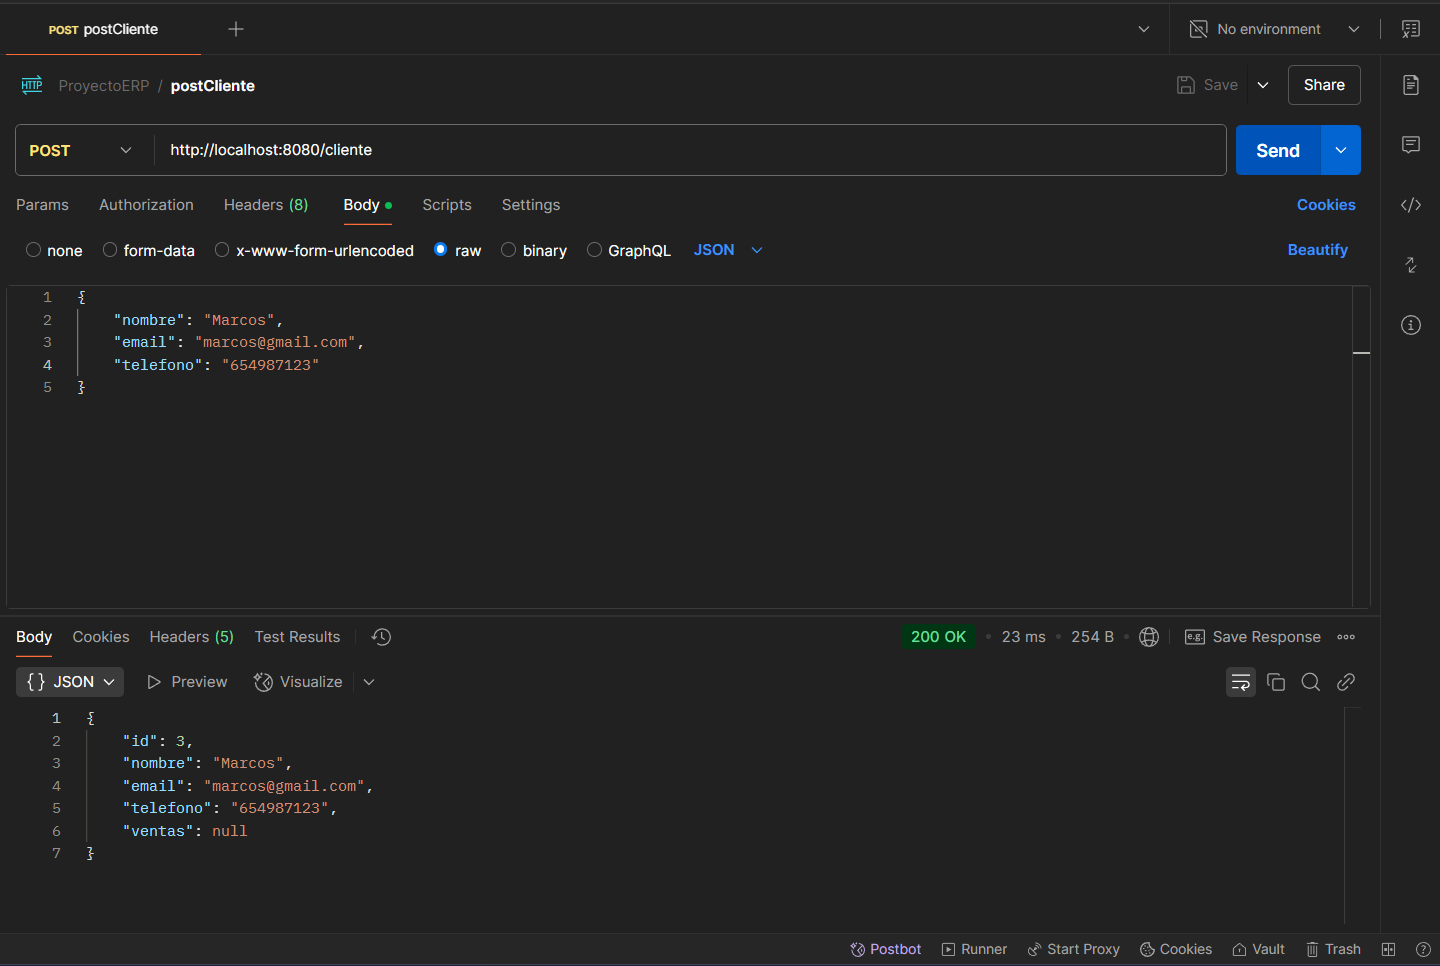 POST postCliente
No environment
HTTP ProyectoERP / postCliente
Save
Share
POST
http://localhost:8080/cliente
Send
Params Authorization Headers (8) Body Scripts Settings
Cookies
none form-data x-www-form-urlencoded raw binary GraphQL JSON
Beautify
1 {
2 "nombre": "Marcos",
3 "email": "marcos@gmail.com",
4 "telefono": "654987123"
5 }
Body Cookies Headers (5) Test Results
200 OK • 23 ms • 254 B •
e.g. Save Response
{} JSON Preview Visualize
1 {
2 "id": 3,
3 "nombre": "Marcos",
4 "email": "marcos@gmail.com",
5 "telefono": "654987123",
6 "ventas": null
7 }
Postbot Runner Start Proxy Cookies Vault Trash